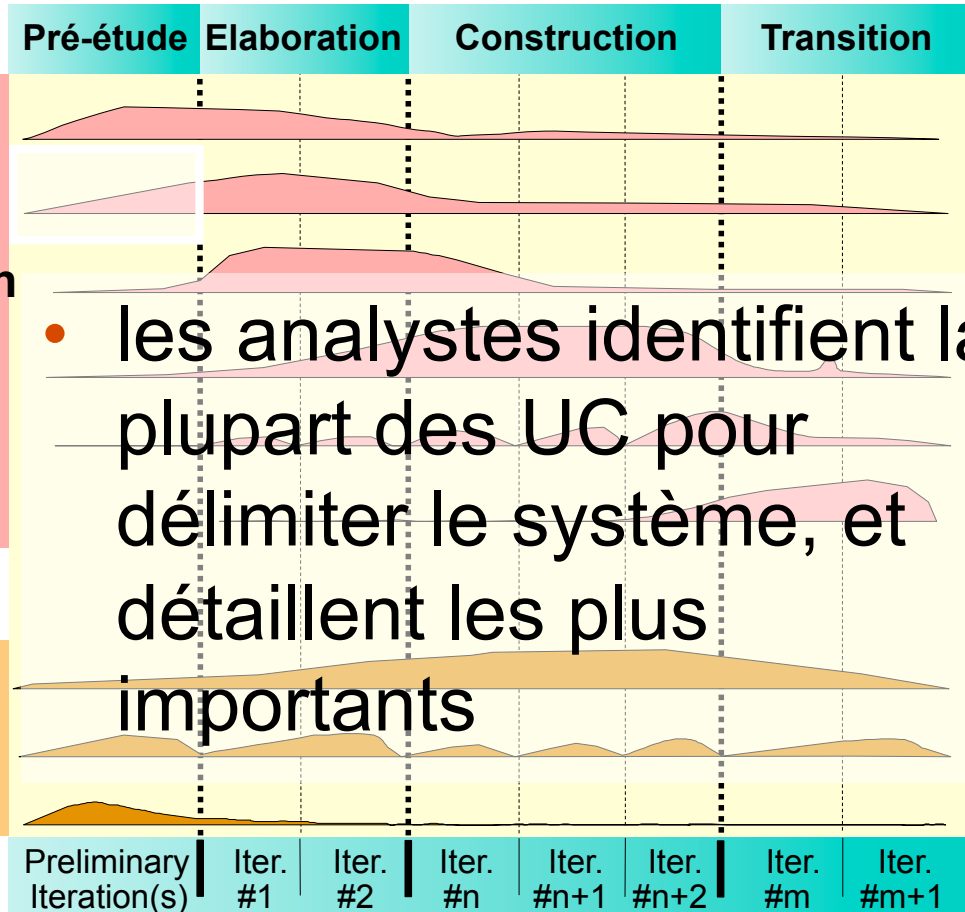 Pré-étude Elaboration Construction Transition
n
• les analystes identifient la
plupart des UC pour
délimiter le système, et
détaillent les plus
importants
Preliminary Iter. Iter. Iter. Iter. Iter. Iter. Iter.
Iteration(s) #1 #2 #n #n+1 #n+2 #m #m+1